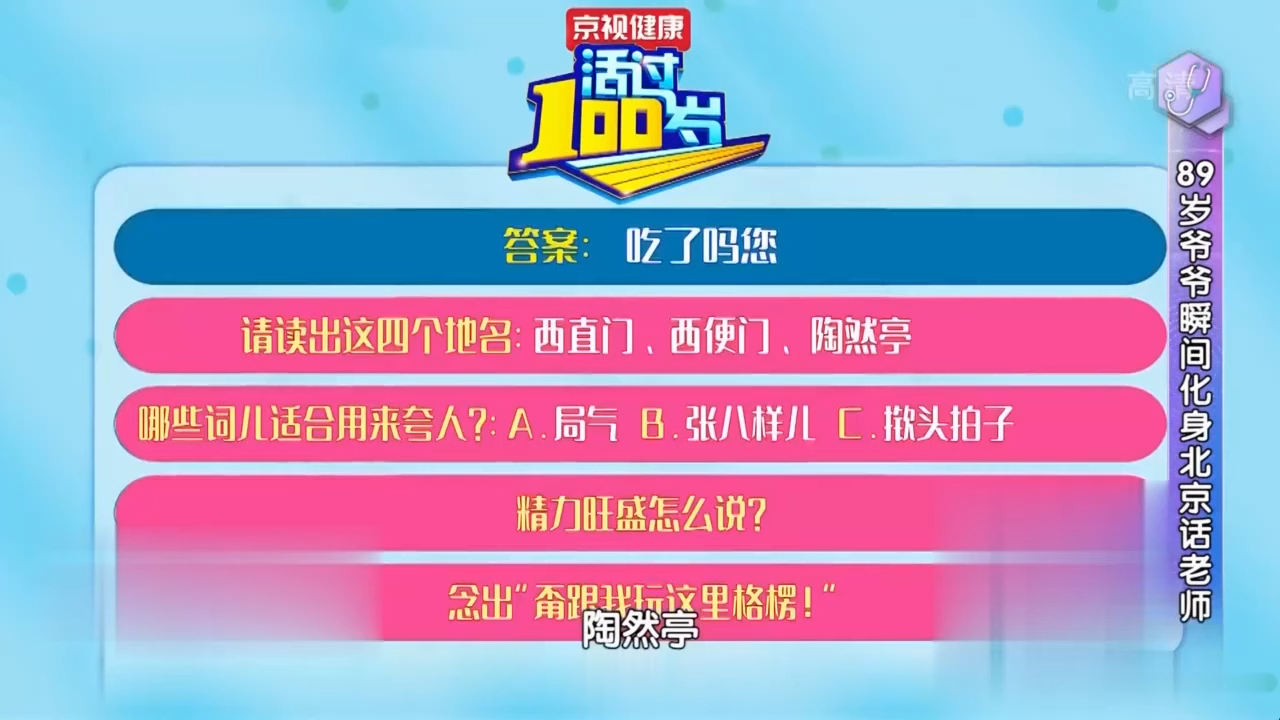 京视健康
活过
100岁
高清
答案： 吃了吗您
请读出这四个地名：西直门、西便门、陶然亭
哪些词儿适合用来夸人?：A.局气 B.张八样儿 C.揿头拍子
精力旺盛怎么说?
念出"甭跟我玩这里格楞！"
陶然亭
89岁爷爷瞬间化身北京话老师